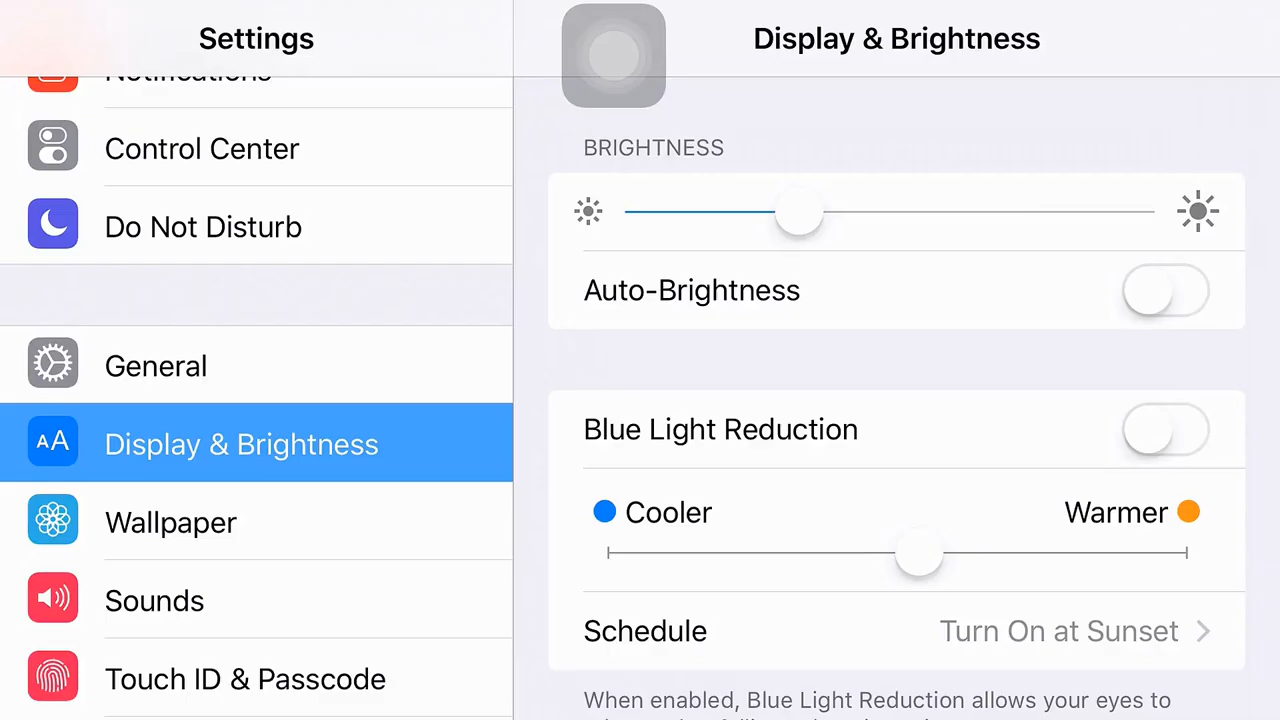 Settings
Notifications
Control Center
Do Not Disturb
General
AA Display & Brightness
Wallpaper
Sounds
Touch ID & Passcode
Display & Brightness
BRIGHTNESS
Auto-Brightness
Blue Light Reduction
Cooler Warmer
Schedule Turn On at Sunset
When enabled, Blue Light Reduction allows your eyes to